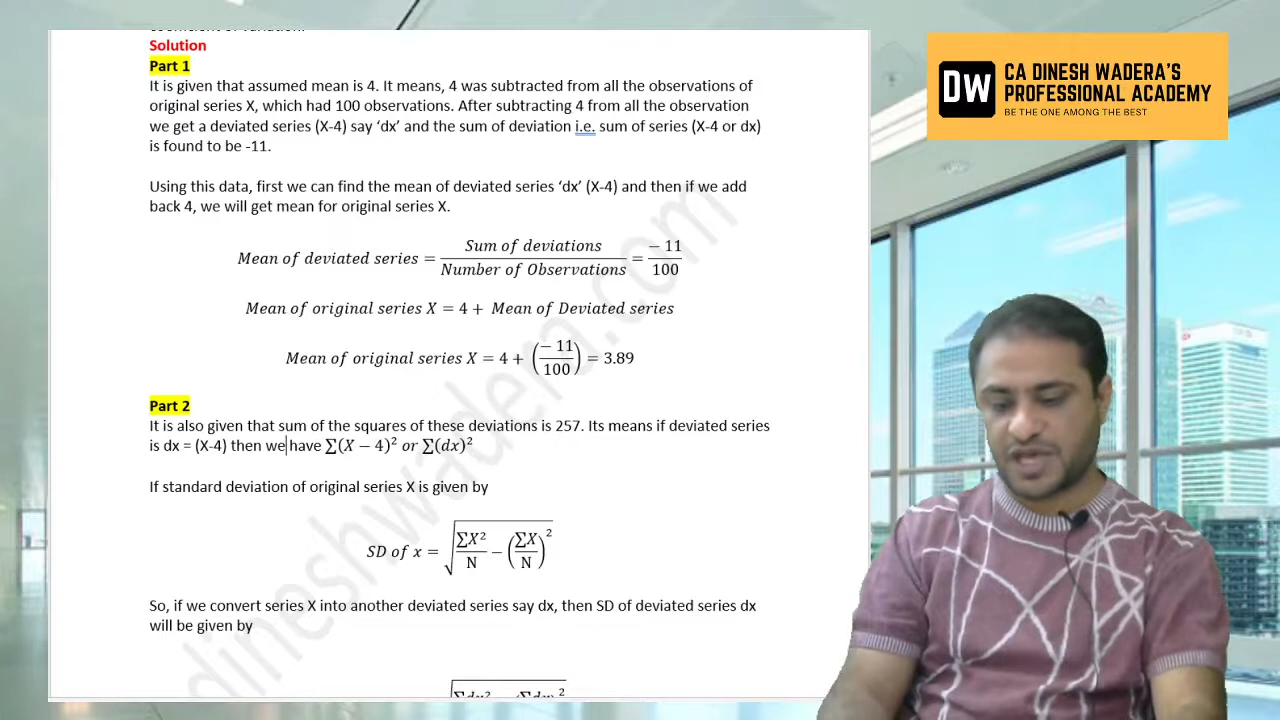 coefficient of variation.
Solution
Part 1
It is given that assumed mean is 4. It means, 4 was subtracted from all the observations of
original series X, which had 100 observations. After subtracting 4 from all the observation
we get a deviated series (X-4) say ‘dx’ and the sum of deviation i.e. sum of series (X-4 or dx)
is found to be -11.
Using this data, first we can find the mean of deviated series ‘dx’ (X-4) and then if we add
back 4, we will get mean for original series X.
Mean of deviated series = Sum of deviations / Number of Observations = − 11 / 100
Mean of original series X = 4 + Mean of Deviated series
Mean of original series X = 4 + (− 11 / 100) = 3.89
Part 2
It is also given that sum of the squares of these deviations is 257. Its means if deviated series
is dx = (X-4) then we have ∑(X − 4)² or ∑(dx)²
If standard deviation of original series X is given by
SD of x = √(∑X² / N − (∑X / N)²)
So, if we convert series X into another deviated series say dx, then SD of deviated series dx
will be given by
dineshwadera.com
DW
CA DINESH WADERA'S
PROFESSIONAL ACADEMY
BE THE ONE AMONG THE BEST